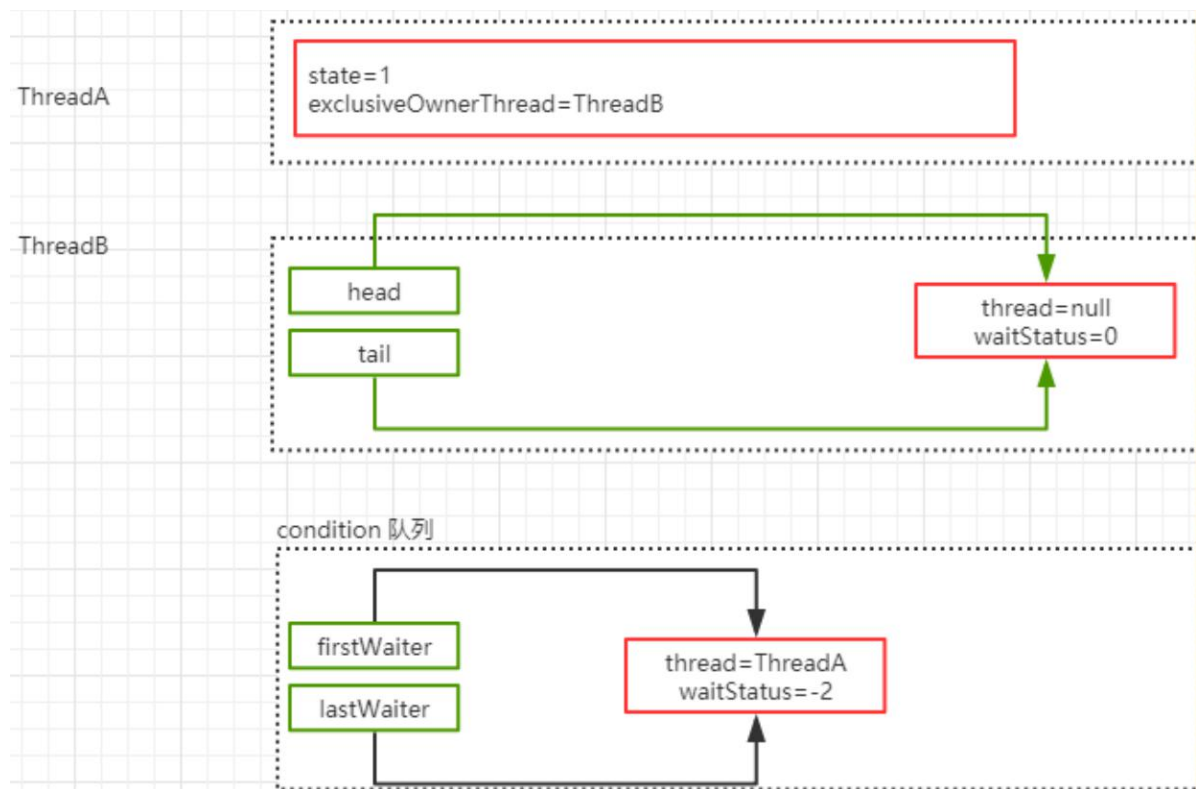 ThreadA
state=1
exclusiveOwnerThread=ThreadB
ThreadB
head
tail
thread=null
waitStatus=0
condition 队列
firstWaiter
lastWaiter
thread=ThreadA
waitStatus=-2